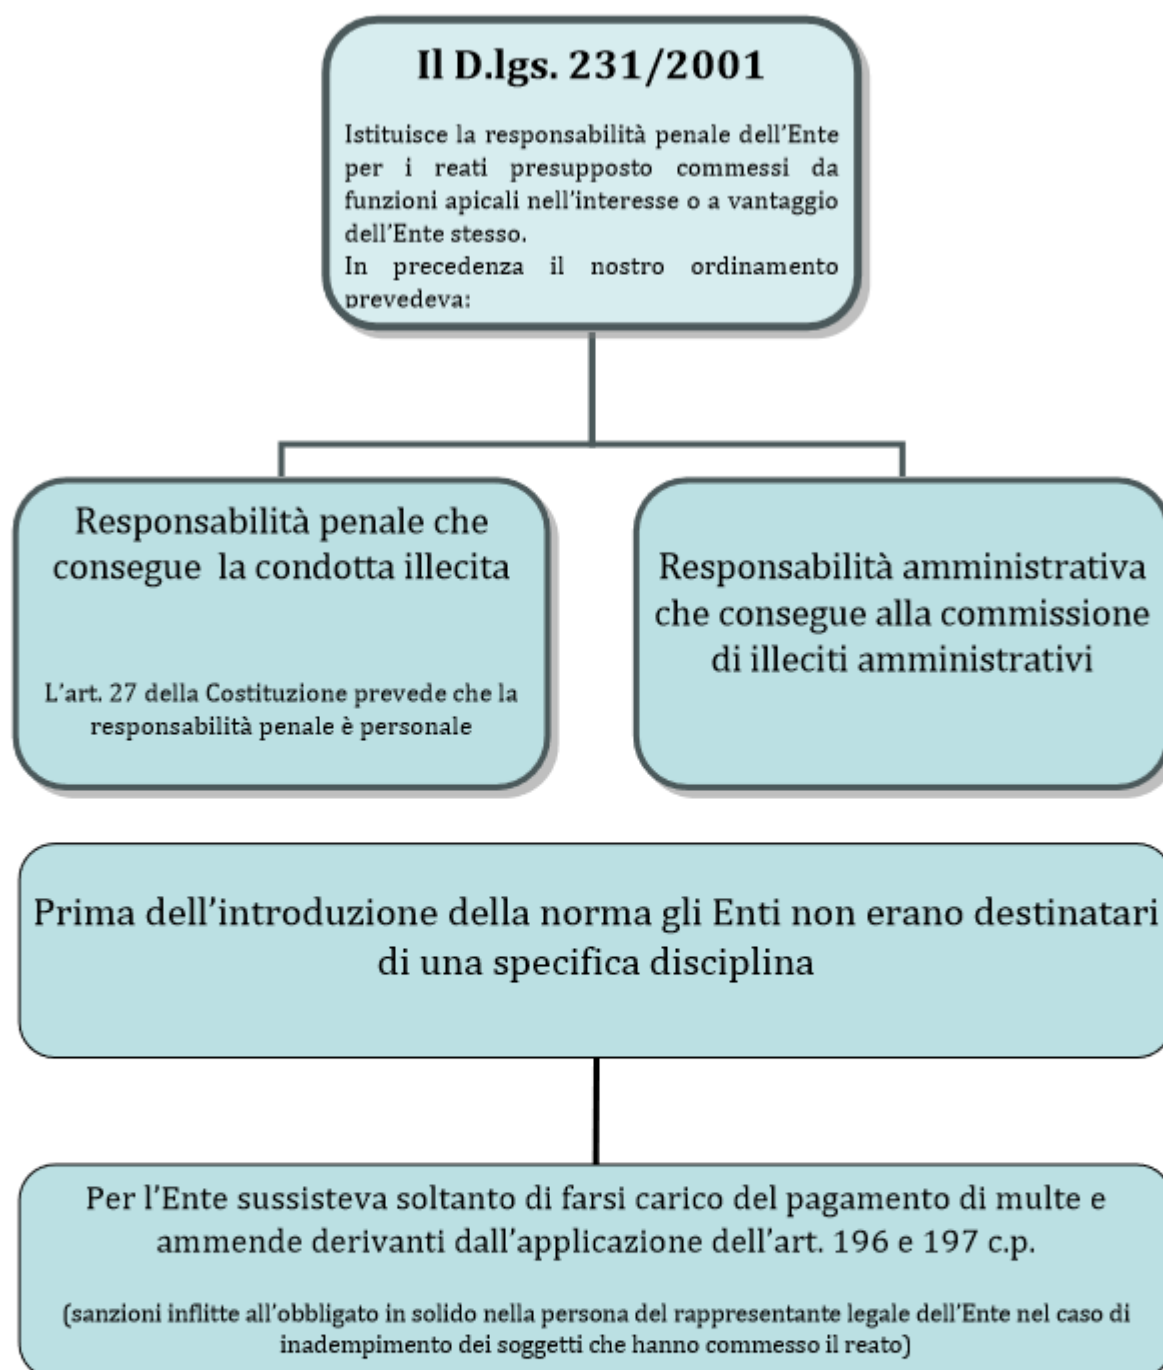 Il D.lgs. 231/2001
Istituisce la responsabilità penale dell'Ente
per i reati presupposto commessi da
funzioni apicali nell'interesse o a vantaggio
dell'Ente stesso.
In precedenza il nostro ordinamento
prevedeva:
Responsabilità penale che
consegue la condotta illecita
L'art. 27 della Costituzione prevede che la
responsabilità penale è personale
Responsabilità amministrativa
che consegue alla commissione
di illeciti amministrativi
Prima dell'introduzione della norma gli Enti non erano destinatari
di una specifica disciplina
Per l'Ente sussisteva soltanto di farsi carico del pagamento di multe e
ammende derivanti dall'applicazione dell'art. 196 e 197 c.p.
(sanzioni inflitte all'obbligato in solido nella persona del rappresentante legale dell'Ente nel caso di
inadempimento dei soggetti che hanno commesso il reato)